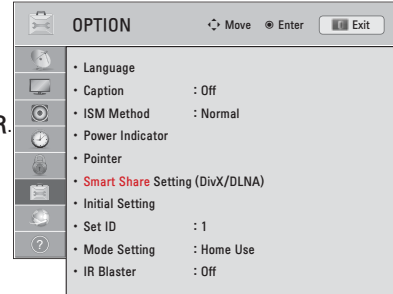 OPTION Move Enter Exit
R.
• Language
• Caption : Off
• ISM Method : Normal
• Power Indicator
• Pointer
• Smart Share Setting (DivX/DLNA)
• Initial Setting
• Set ID : 1
• Mode Setting : Home Use
• IR Blaster : Off
?